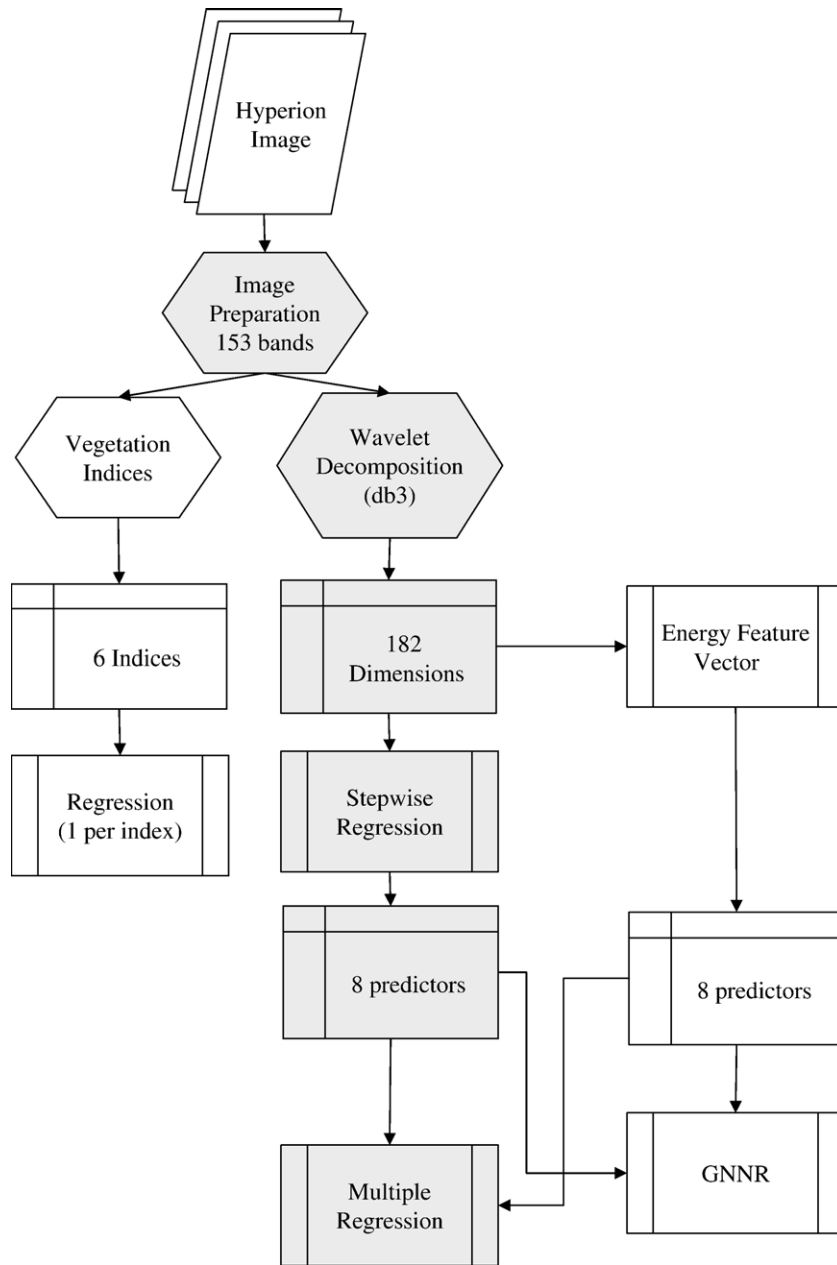 Hyperion
Image
Image
Preparation
153 bands
Vegetation
Indices
Wavelet
Decomposition
(db3)
6 Indices
182
Dimensions
Energy Feature
Vector
Regression
(1 per index)
Stepwise
Regression
8 predictors
8 predictors
Multiple
Regression
GNNR